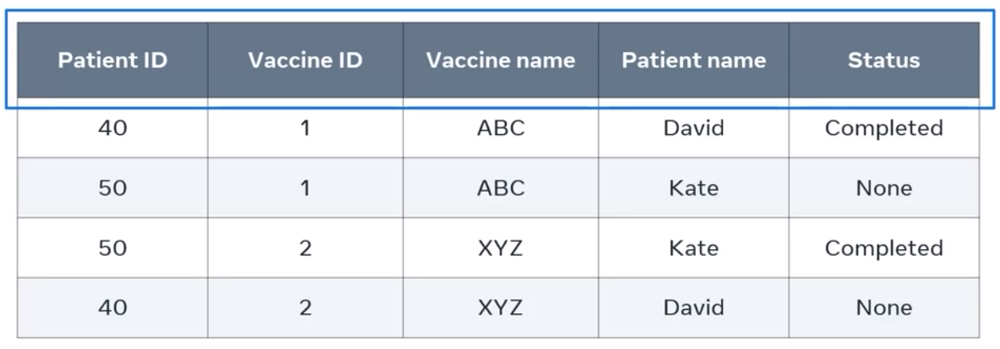 Patient ID Vaccine ID Vaccine name Patient name Status
40 1 ABC David Completed
50 1 ABC Kate None
50 2 XYZ Kate Completed
40 2 XYZ David None